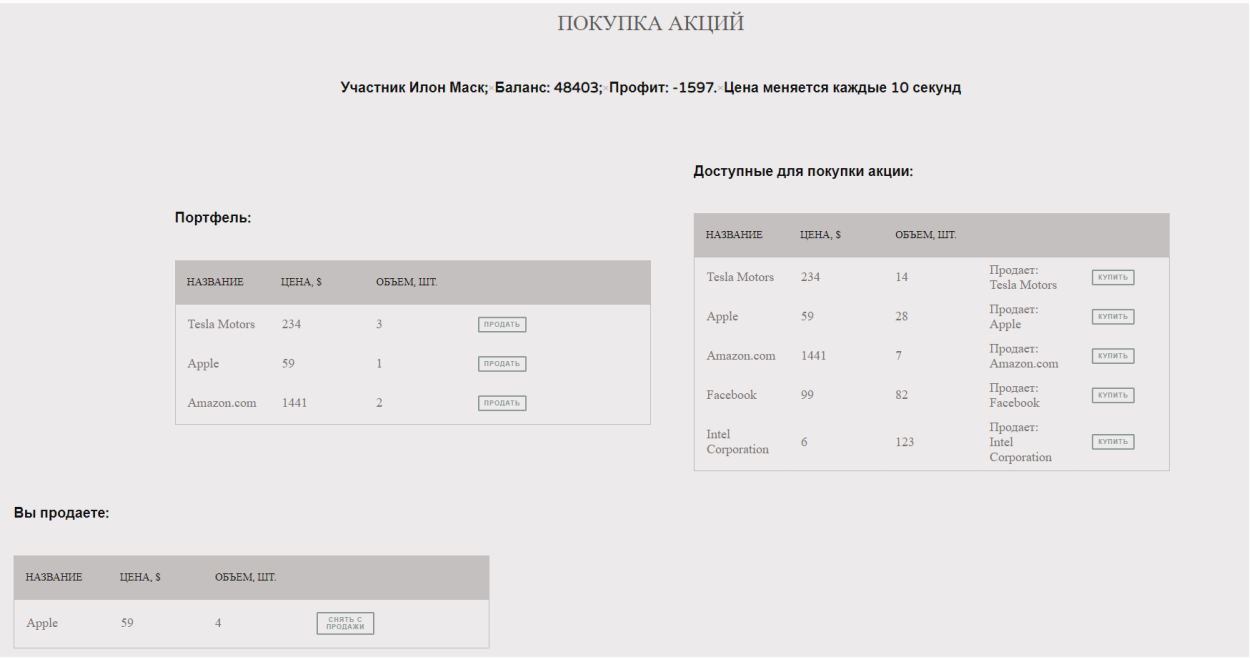 ПОКУПКА АКЦИЙ
Участник Илон Маск; Баланс: 48403; Профит: -1597. Цена меняется каждые 10 секунд
Портфель:
НАЗВАНИЕ ЦЕНА, $ ОБЪЕМ, ШТ.
Tesla Motors 234 3 ПРОДАТЬ
Apple 59 1 ПРОДАТЬ
Amazon.com 1441 2 ПРОДАТЬ
Доступные для покупки акции:
НАЗВАНИЕ ЦЕНА, $ ОБЪЕМ, ШТ.
Tesla Motors 234 14 Продает: Tesla Motors КУПИТЬ
Apple 59 28 Продает: Apple КУПИТЬ
Amazon.com 1441 7 Продает: Amazon.com КУПИТЬ
Facebook 99 82 Продает: Facebook КУПИТЬ
Intel Corporation 6 123 Продает: Intel Corporation КУПИТЬ
Вы продаете:
НАЗВАНИЕ ЦЕНА, $ ОБЪЕМ, ШТ.
Apple 59 4 СНЯТЬ С ПРОДАЖИ